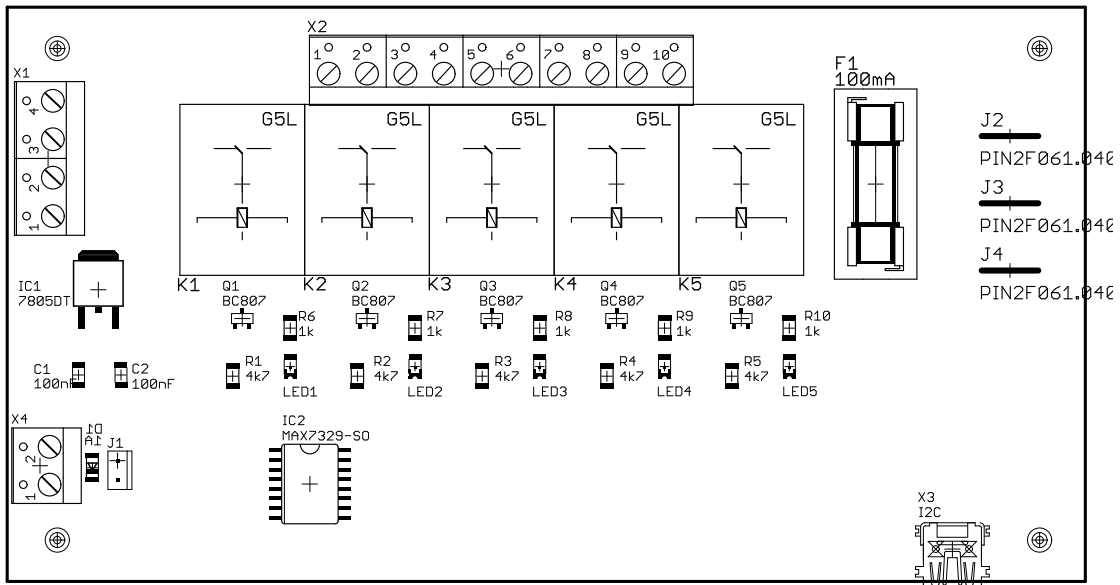 X2
1 2 3 4 5 6 7 8 9 10
X1
4
3
2
1
F1
100mA
G5L G5L G5L G5L G5L
J2
PIN2F061.040
J3
PIN2F061.040
J4
PIN2F061.040
K1 K2 K3 K4 K5
IC1
7805DT
Q1
BC807
Q2
BC807
Q3
BC807
Q4
BC807
Q5
BC807
R6
1k
R7
1k
R8
1k
R9
1k
R10
1k
C1
100nF
C2
100nF
R1
4k7
R2
4k7
R3
4k7
R4
4k7
R5
4k7
LED1 LED2 LED3 LED4 LED5
X4
2
1
D1
1A
J1
IC2
MAX7329-SO
X3
I2C